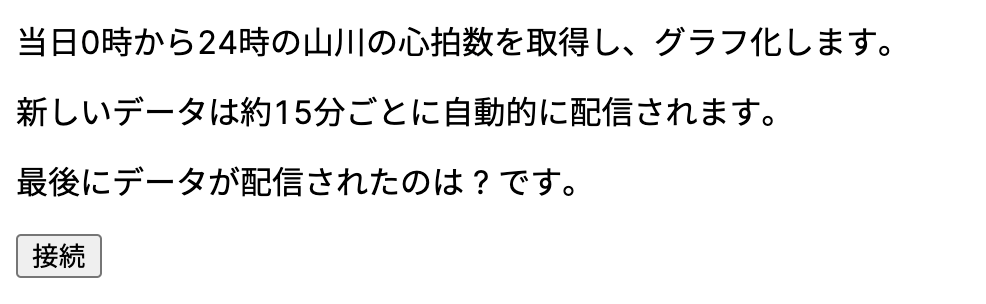 当日0時から24時の山川の心拍数を取得し、グラフ化します。
新しいデータは約15分ごとに自動的に配信されます。
最後にデータが配信されたのは ? です。
接続